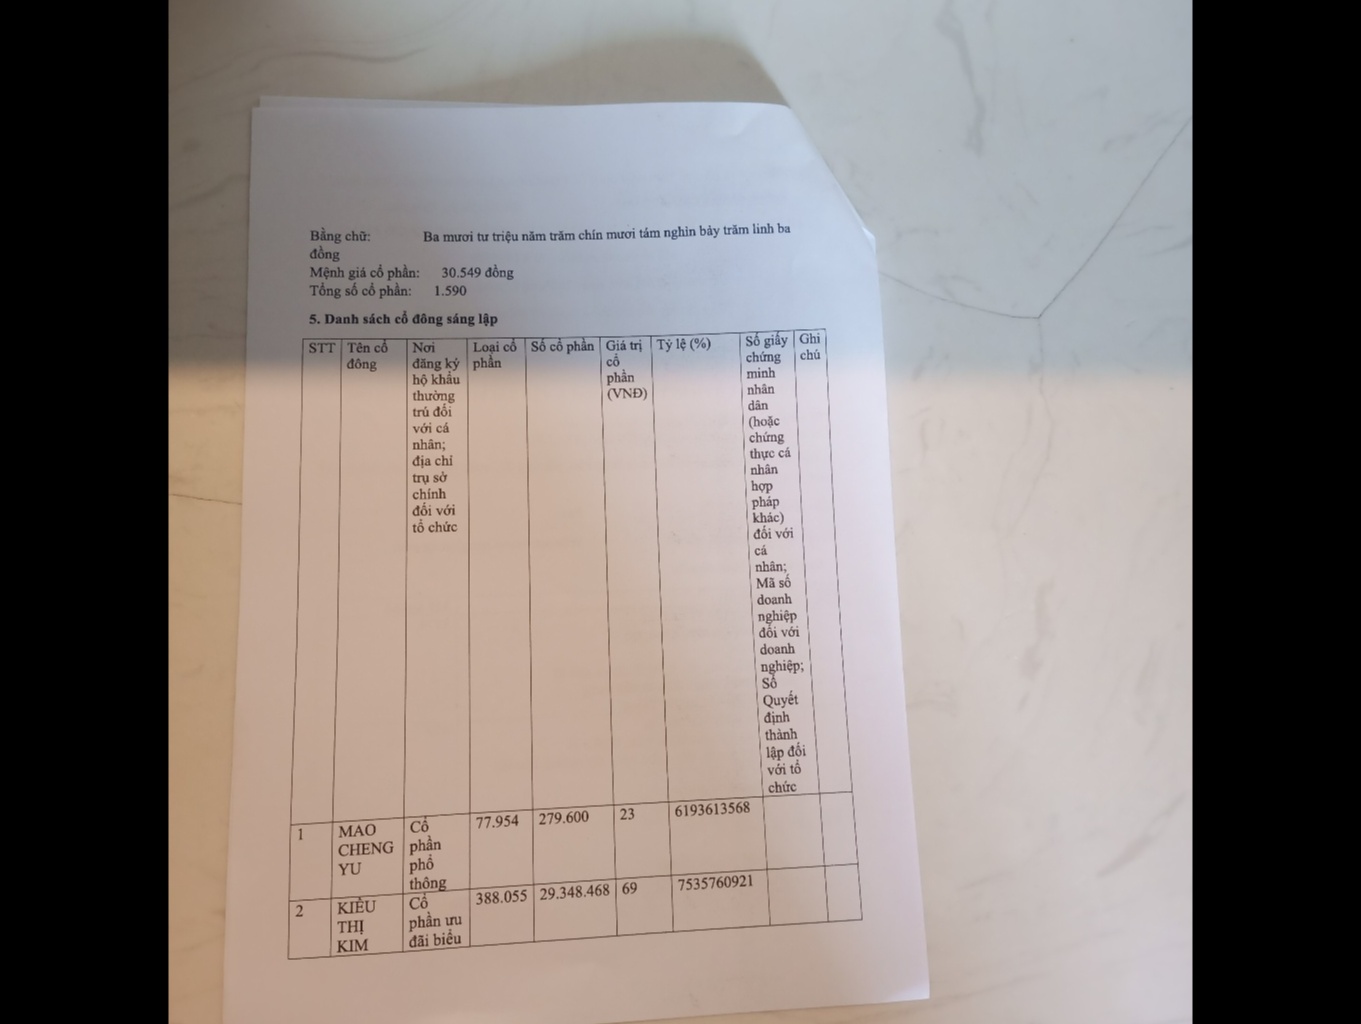 Bằng chữ: Ba mươi tư triệu năm trăm chín mươi tám nghìn bảy trăm linh ba
đồng
Mệnh giá cổ phần: 30.549 đồng
Tổng số cổ phần: 1.590
5. Danh sách cổ đông sáng lập
STT
Tên cổ
đông
Nơi
đăng ký
hộ khẩu
thường
trú đối
với cá
nhân;
địa chỉ
trụ sở
chính
đối với
tổ chức
Loại cổ
phần
Số cổ phần
Giá trị
cổ
phần
(VNĐ)
Tỷ lệ (%)
Số giấy
chứng
minh
nhân
dân
(hoặc
chứng
thực cá
nhân
hợp
pháp
khác)
đối với
cá
nhân;
Mã số
doanh
nghiệp
đối với
doanh
nghiệp;
Số
Quyết
định
thành
lập đối
với tổ
chức
Ghi
chú
1
MAO
CHENG
YU
Cổ
phần
phổ
thông
77.954
279.600
23
6193613568
2
KIỀU
THỊ
KIM
Cổ
phần ưu
đãi biểu
388.055
29.348.468
69
7535760921